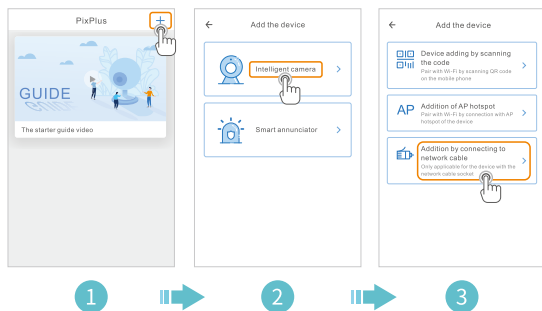 PixPlus
GUIDE
The starter guide video
Add the device
Intelligent camera
Smart annunciator
Add the device
Device adding by scanning
the code
Pair with Wi-Fi by scanning QR code
on the mobile phone
AP
Addition of AP hotspot
Pair with Wi-Fi by connection with AP
hotspot of the device
Addition by connecting to
network cable
Only applicable for the device with the
network cable socket
1
2
3